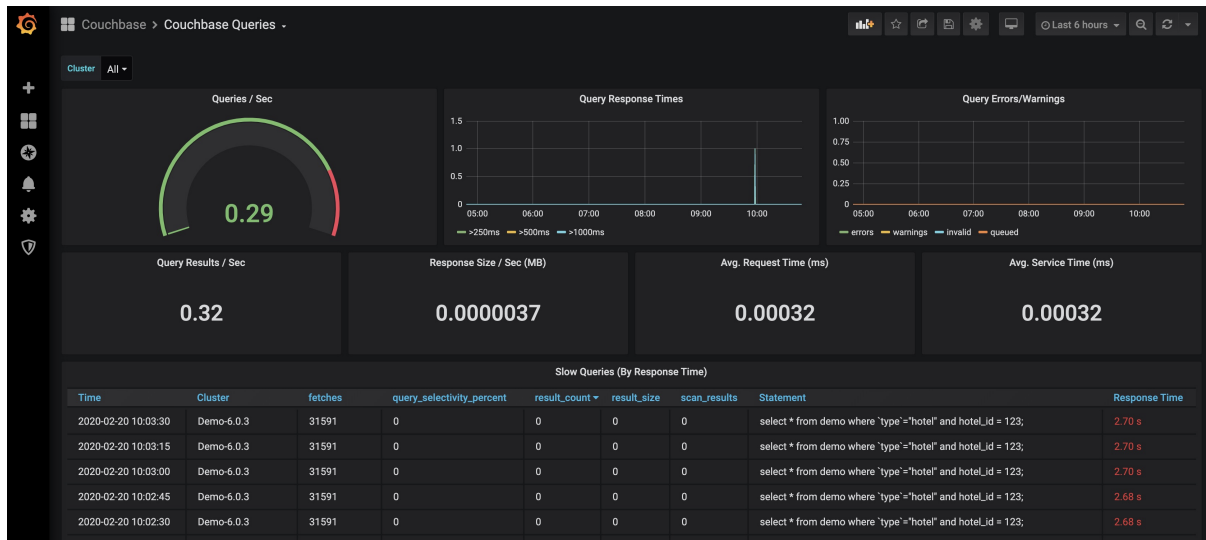 Couchbase > Couchbase Queries
Last 6 hours
Cluster All
Queries / Sec
0.29
Query Response Times
1.5
1.0
0.5
0
05:00 06:00 07:00 08:00 09:00 10:00
>250ms >500ms >1000ms
Query Errors/Warnings
1.00
0.75
0.50
0.25
0
05:00 06:00 07:00 08:00 09:00 10:00
errors warnings invalid queued
Query Results / Sec
0.32
Response Size / Sec (MB)
0.0000037
Avg. Request Time (ms)
0.00032
Avg. Service Time (ms)
0.00032
Slow Queries (By Response Time)
Time Cluster fetches query_selectivity_percent result_count result_size scan_results Statement Response Time
2020-02-20 10:03:30 Demo-6.0.3 31591 0 0 0 0 select * from demo where `type`="hotel" and hotel_id = 123; 2.70 s
2020-02-20 10:03:15 Demo-6.0.3 31591 0 0 0 0 select * from demo where `type`="hotel" and hotel_id = 123; 2.70 s
2020-02-20 10:03:00 Demo-6.0.3 31591 0 0 0 0 select * from demo where `type`="hotel" and hotel_id = 123; 2.70 s
2020-02-20 10:02:45 Demo-6.0.3 31591 0 0 0 0 select * from demo where `type`="hotel" and hotel_id = 123; 2.68 s
2020-02-20 10:02:30 Demo-6.0.3 31591 0 0 0 0 select * from demo where `type`="hotel" and hotel_id = 123; 2.68 s